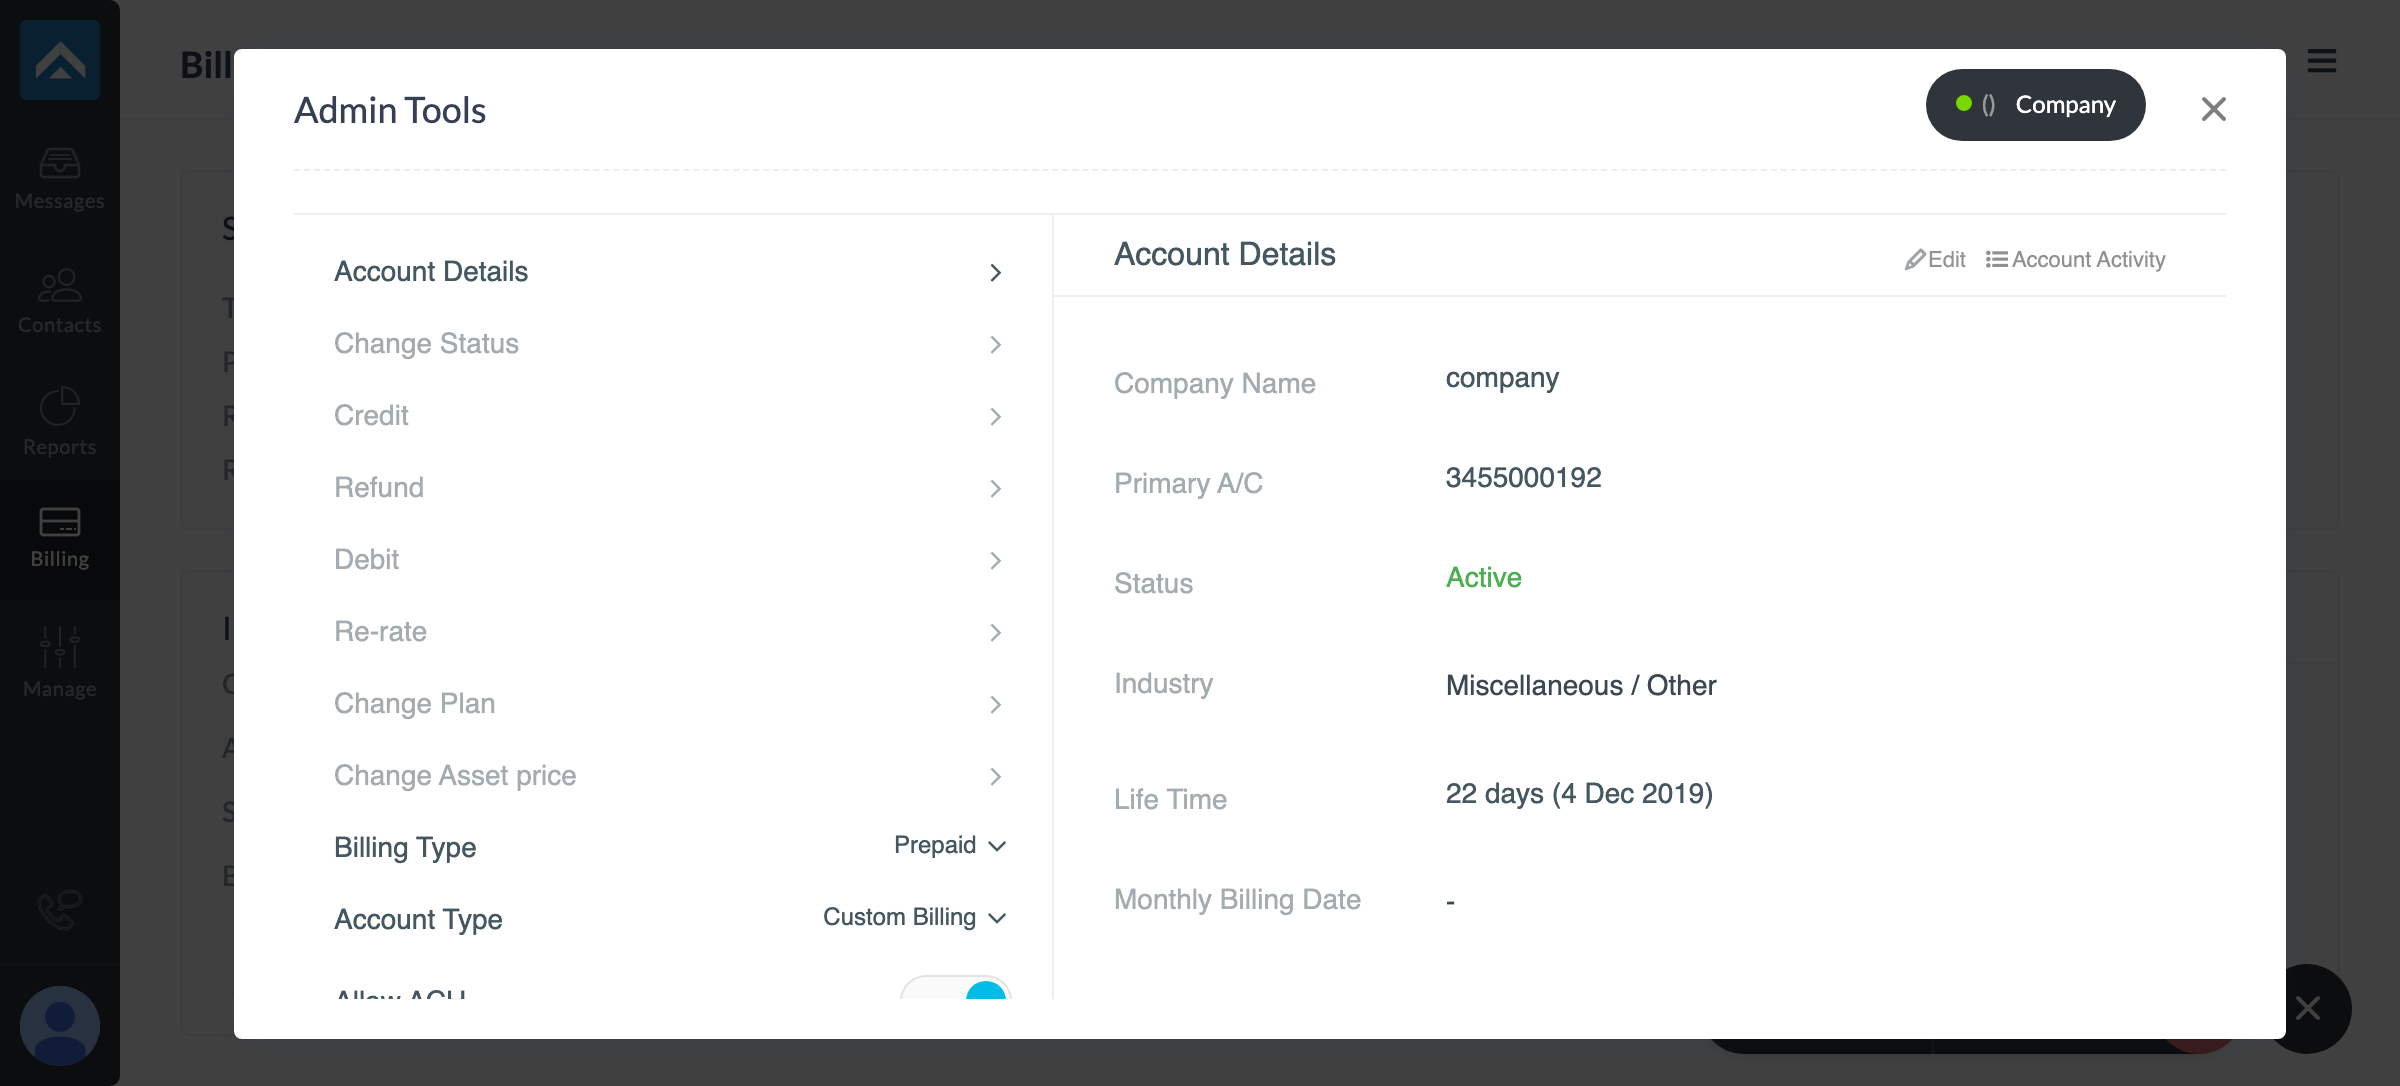 Messages
Contacts
Reports
Billing
Manage
Bill
Admin Tools
() Company
Account Details
Change Status
Credit
Refund
Debit
Re-rate
Change Plan
Change Asset price
Billing Type Prepaid
Account Type Custom Billing
Allow ACH
Account Details
Edit Account Activity
Company Name company
Primary A/C 3455000192
Status Active
Industry Miscellaneous / Other
Life Time 22 days (4 Dec 2019)
Monthly Billing Date -